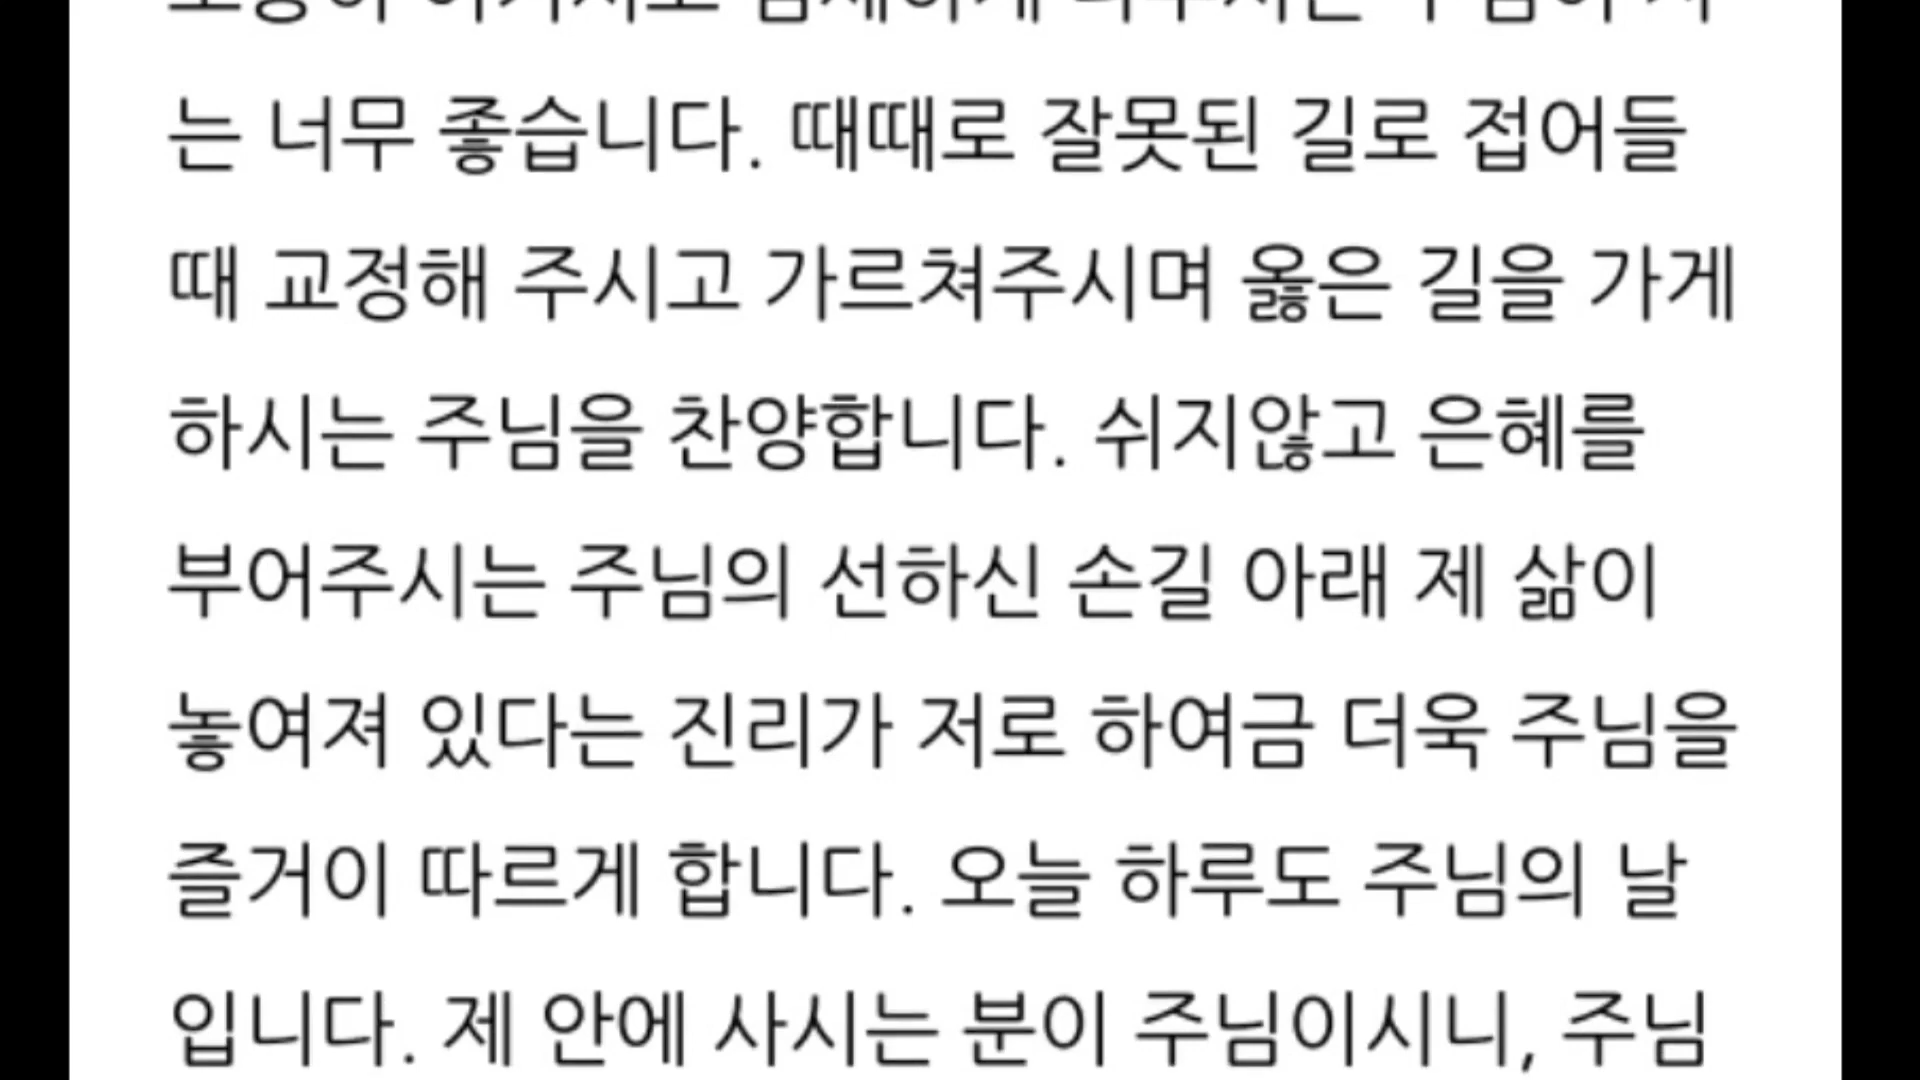 는 너무 좋습니다. 때때로 잘못된 길로 접어들
때 교정해 주시고 가르쳐주시며 옳은 길을 가게
하시는 주님을 찬양합니다. 쉬지않고 은혜를
부어주시는 주님의 선하신 손길 아래 제 삶이
놓여져 있다는 진리가 저로 하여금 더욱 주님을
즐거이 따르게 합니다. 오늘 하루도 주님의 날
입니다. 제 안에 사시는 분이 주님이시니, 주님